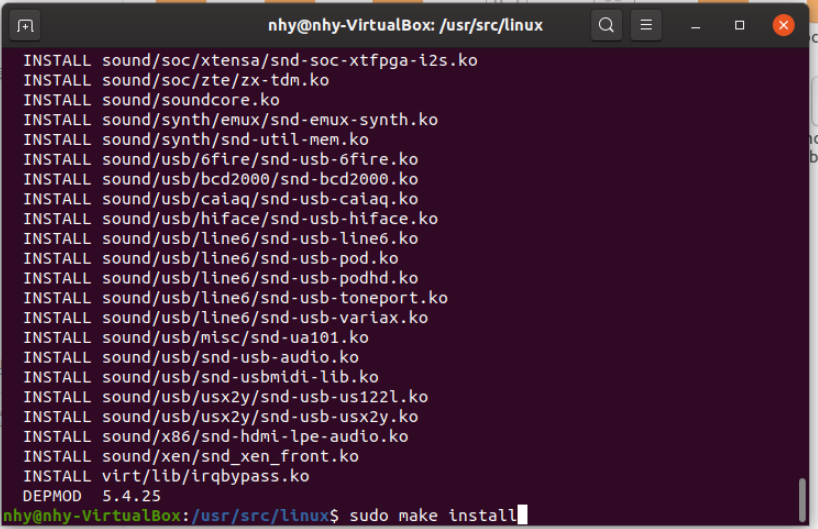 nhy@nhy-VirtualBox: /usr/src/linux
INSTALL sound/soc/xtensa/snd-soc-xtfpga-i2s.ko
INSTALL sound/soc/zte/zx-tdm.ko
INSTALL sound/soundcore.ko
INSTALL sound/synth/emux/snd-emux-synth.ko
INSTALL sound/synth/snd-util-mem.ko
INSTALL sound/usb/6fire/snd-usb-6fire.ko
INSTALL sound/usb/bcd2000/snd-bcd2000.ko
INSTALL sound/usb/caiaq/snd-usb-caiaq.ko
INSTALL sound/usb/hiface/snd-usb-hiface.ko
INSTALL sound/usb/line6/snd-usb-line6.ko
INSTALL sound/usb/line6/snd-usb-pod.ko
INSTALL sound/usb/line6/snd-usb-podhd.ko
INSTALL sound/usb/line6/snd-usb-toneport.ko
INSTALL sound/usb/line6/snd-usb-variax.ko
INSTALL sound/usb/misc/snd-ua101.ko
INSTALL sound/usb/snd-usb-audio.ko
INSTALL sound/usb/snd-usbmidi-lib.ko
INSTALL sound/usb/usx2y/snd-usb-us122l.ko
INSTALL sound/usb/usx2y/snd-usb-usx2y.ko
INSTALL sound/x86/snd-hdmi-lpe-audio.ko
INSTALL sound/xen/snd_xen_front.ko
INSTALL virt/lib/irqbypass.ko
DEPMOD  5.4.25
nhy@nhy-VirtualBox:/usr/src/linux$ sudo make install